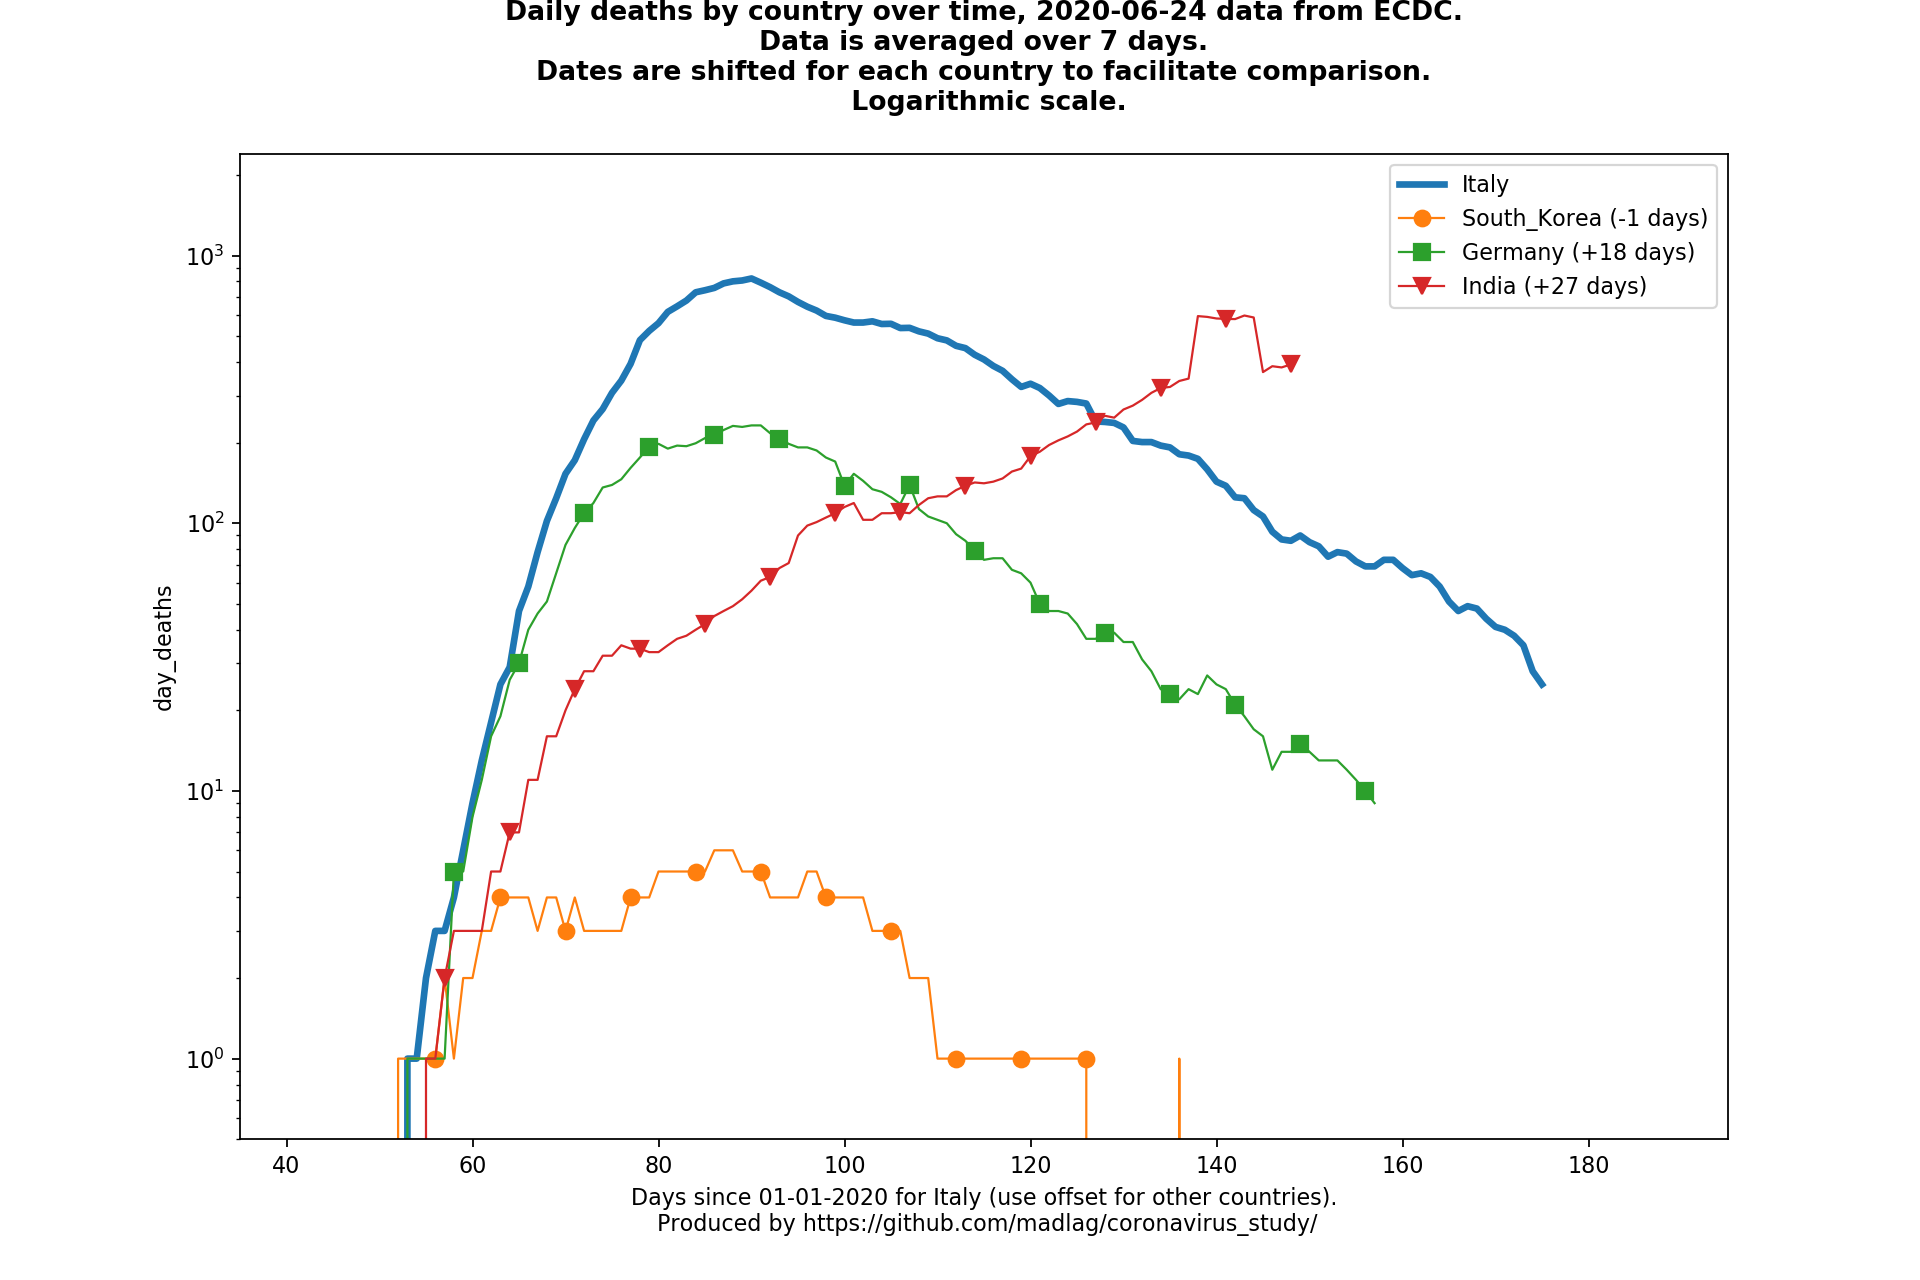 Daily deaths by country over time, 2020-06-24 data from ECDC.
Data is averaged over 7 days.
Dates are shifted for each country to facilitate comparison.
Logarithmic scale.
Italy
South_Korea (-1 days)
Germany (+18 days)
India (+27 days)
10³
10²
10¹
10⁰
day_deaths
40 60 80 100 120 140 160 180
Days since 01-01-2020 for Italy (use offset for other countries).
Produced by https://github.com/madlag/coronavirus_study/